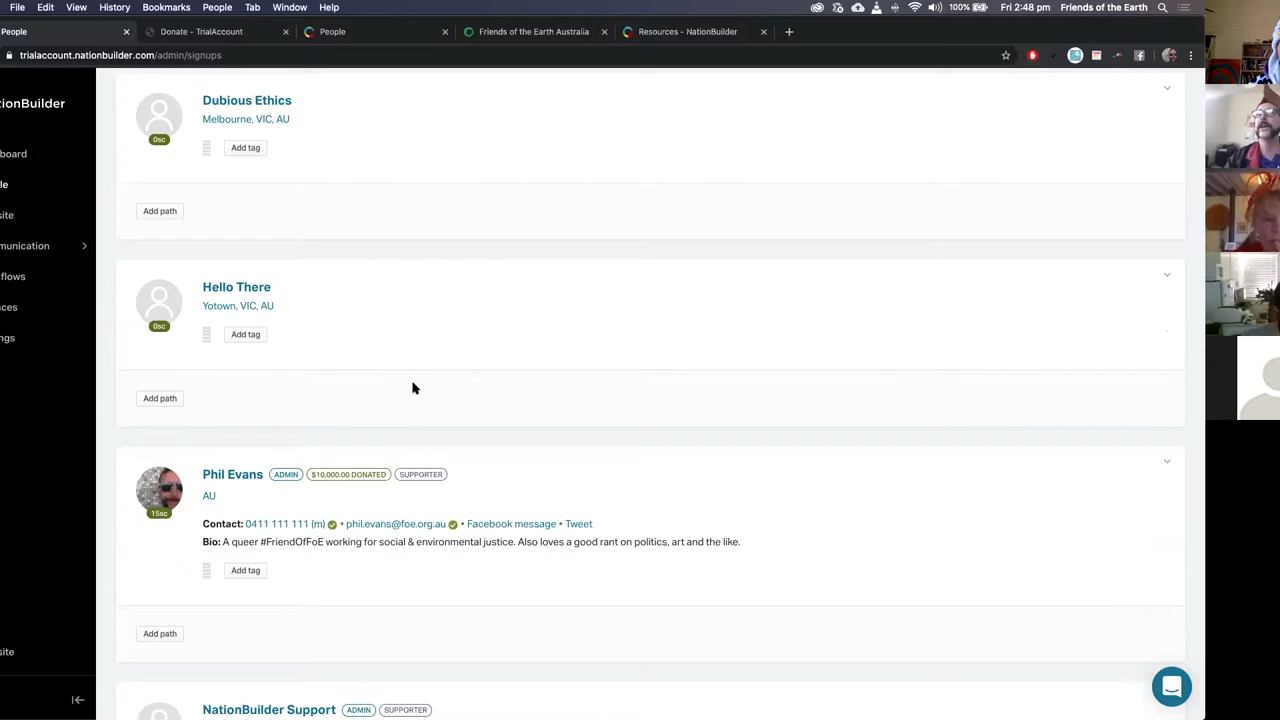 File Edit View History Bookmarks People Tab Window Help 100% Fri 2:48 pm Friends of the Earth
People Donate - TrialAccount People Friends of the Earth Australia Resources - NationBuilder
trialaccount.nationbuilder.com/admin/signups
tionBuilder
board
le
site
munication
flows
ces
ngs
site
Dubious Ethics
Melbourne, VIC, AU
0sc
Add tag
Add path
Hello There
Yotown, VIC, AU
0sc
Add tag
Add path
Phil Evans ADMIN $10,000.00 DONATED SUPPORTER
AU
15sc
Contact: 0411 111 111 (m) • phil.evans@foe.org.au • Facebook message • Tweet
Bio: A queer #FriendOfFoE working for social & environmental justice. Also loves a good rant on politics, art and the like.
Add tag
Add path
NationBuilder Support ADMIN SUPPORTER